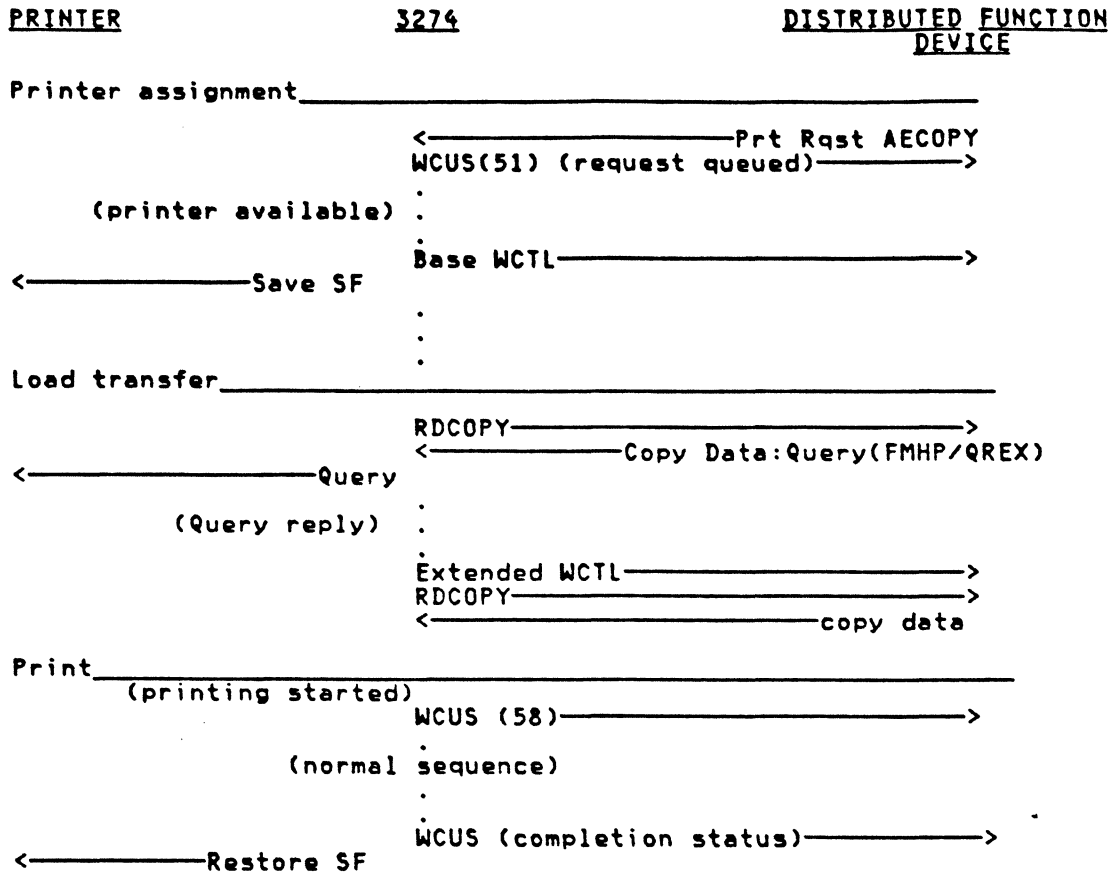 PRINTER 3274 DISTRIBUTED FUNCTION
DEVICE
Printer assignment
Prt Rqst AECOPY
WCUS(51) (request queued)
(printer available)
Base WCTL
Save SF
Load transfer
RDCOPY
Copy Data:Query(FMHP/QREX)
Query
(Query reply)
Extended WCTL
RDCOPY
copy data
Print
(printing started)
WCUS (58)
(normal sequence)
WCUS (completion status)
Restore SF